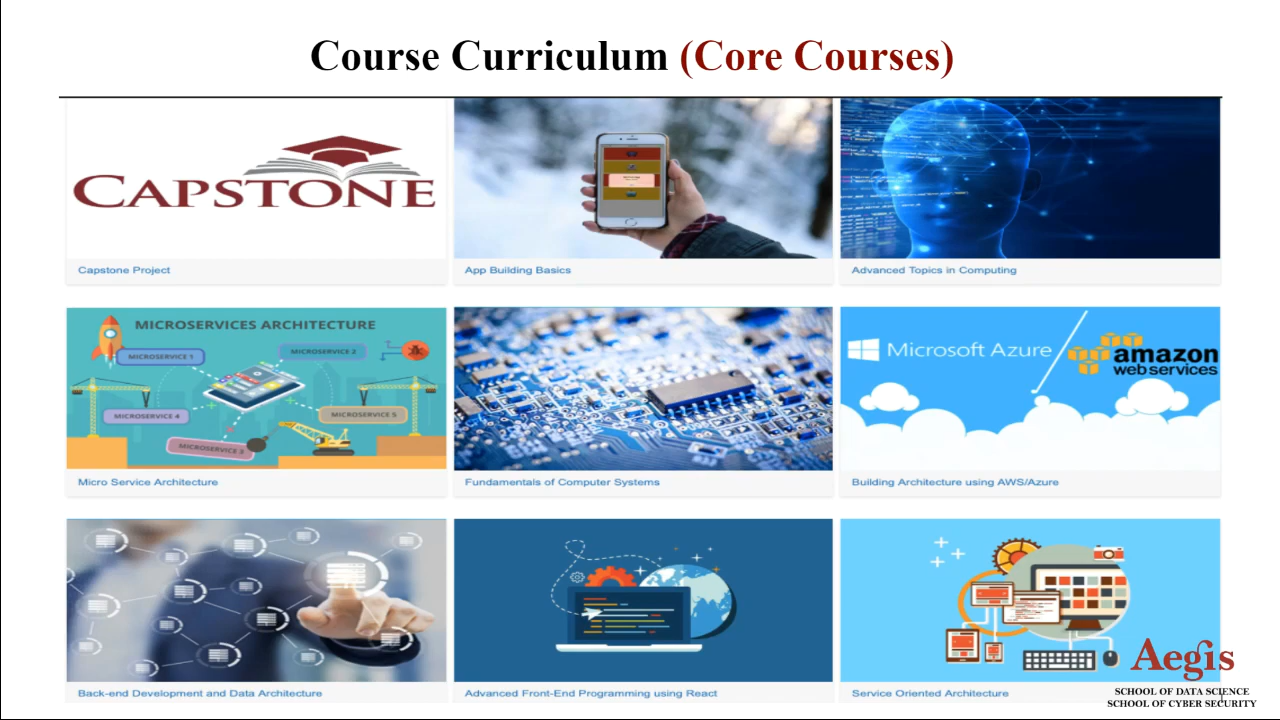 Course Curriculum (Core Courses)
CAPSTONE
Capstone Project
App Building Basics
Advanced Topics in Computing
MICROSERVICES ARCHITECTURE
MICROSERVICE 1
MICROSERVICE 2
MICROSERVICE 4
MICROSERVICE 5
MICROSERVICE 3
Microsoft Azure
amazon
webservices
Micro Service Architecture
Fundamentals of Computer Systems
Building Architecture using AWS/Azure
Back-end Development and Data Architecture
Advanced Front-End Programming using React
Service Oriented Architecture
Aegis
SCHOOL OF DATA SCIENCE
SCHOOL OF CYBER SECURITY